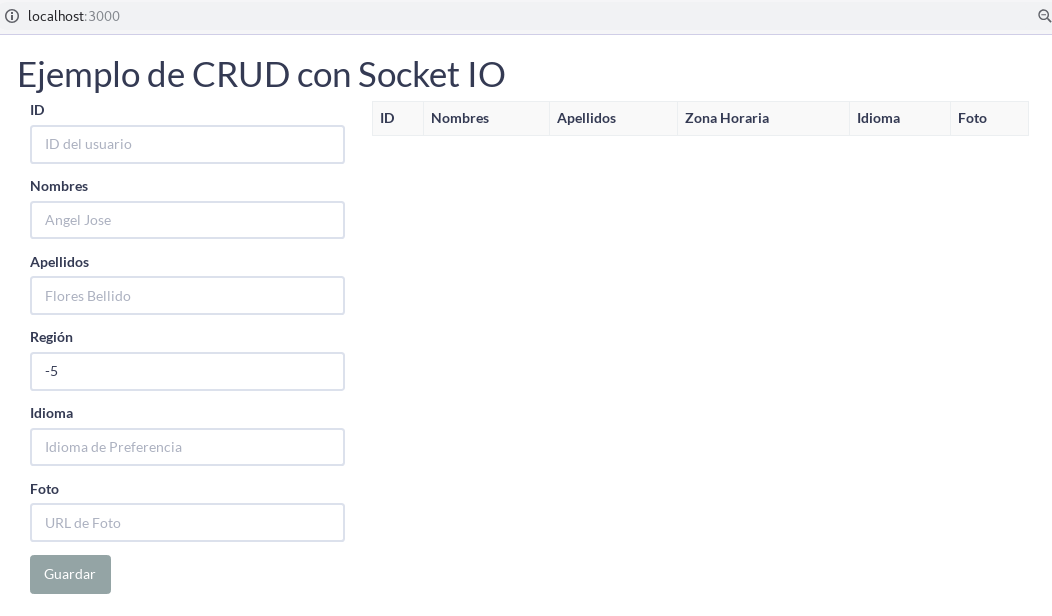 localhost:3000
Ejemplo de CRUD con Socket IO
ID
ID del usuario
Nombres
Angel Jose
Apellidos
Flores Bellido
Región
-5
Idioma
Idioma de Preferencia
Foto
URL de Foto
Guardar
ID Nombres Apellidos Zona Horaria Idioma Foto